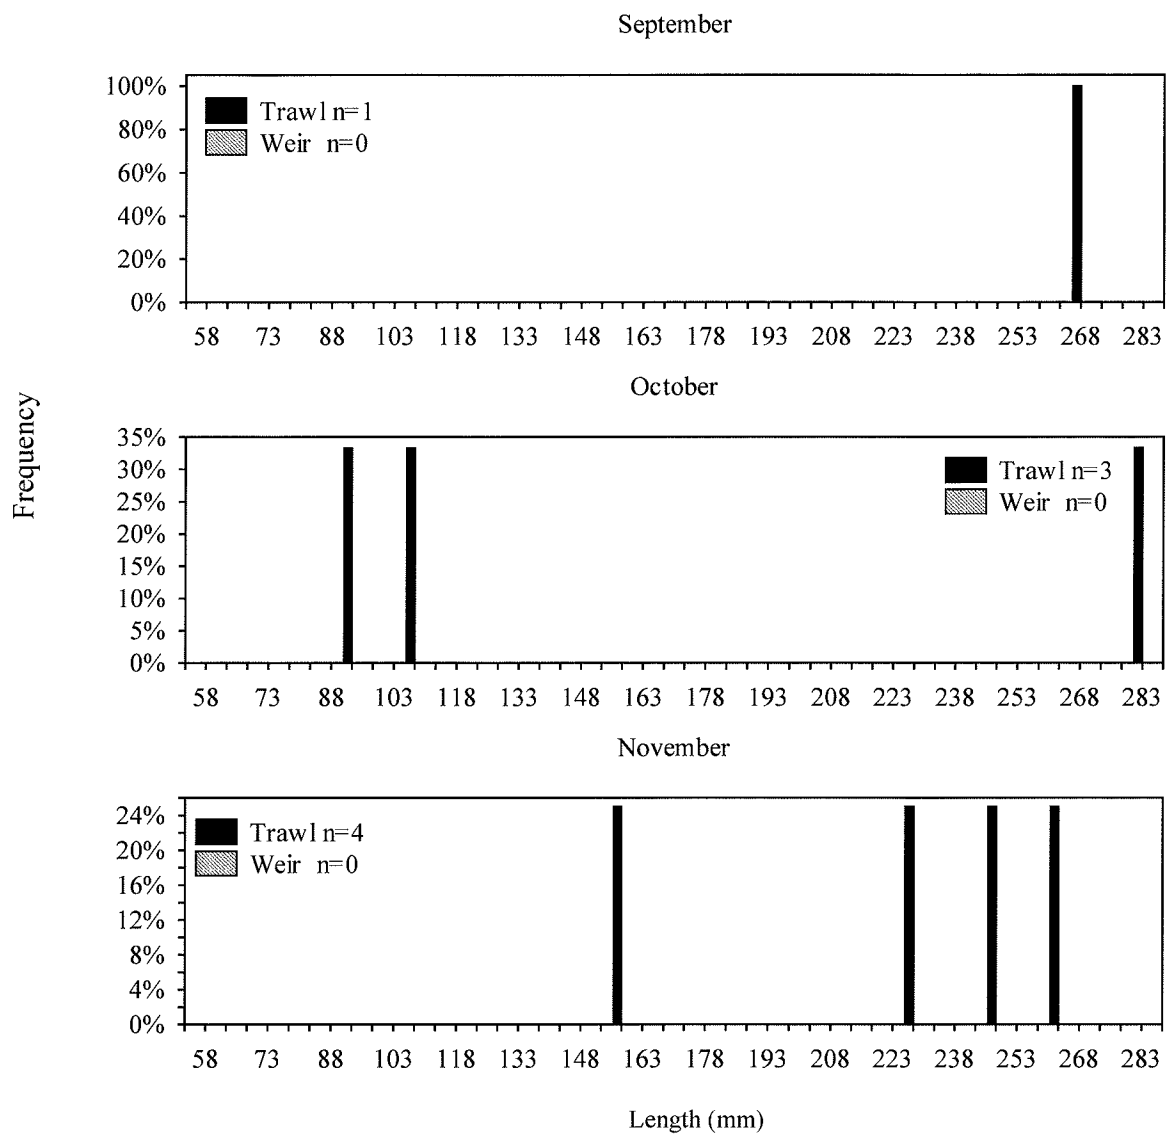 September
100%
80%
60%
40%
20%
0%
Trawl n=1
Weir n=0
58 73 88 103 118 133 148 163 178 193 208 223 238 253 268 283
Frequency
October
35%
30%
25%
20%
15%
10%
5%
0%
Trawl n=3
Weir n=0
58 73 88 103 118 133 148 163 178 193 208 223 238 253 268 283
November
24%
20%
16%
12%
8%
4%
0%
Trawl n=4
Weir n=0
58 73 88 103 118 133 148 163 178 193 208 223 238 253 268 283
Length (mm)